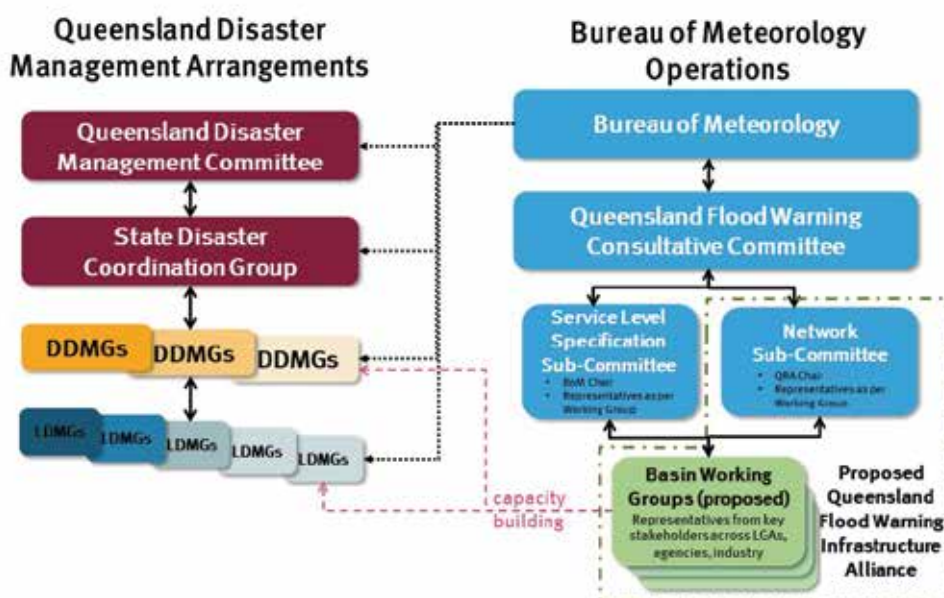 Queensland Disaster
Management Arrangements
Queensland Disaster
Management Committee
State Disaster
Coordination Group
DDMGs
DDMGs
DDMGs
LDMGs
LDMGs
LDMGs
LDMGs
LDMGs
capacity
building
Bureau of Meteorology
Operations
Bureau of Meteorology
Queensland Flood Warning
Consultative Committee
Service Level
Specification
Sub-Committee
• BoM Chair
• Representatives as per
Working Group
Network
Sub-Committee
• QRA Chair
• Representatives as per
Working Group
Basin Working
Groups (proposed)
Representatives from key
stakeholders across LGAs,
agencies, industry
Proposed
Queensland
Flood Warning
Infrastructure
Alliance